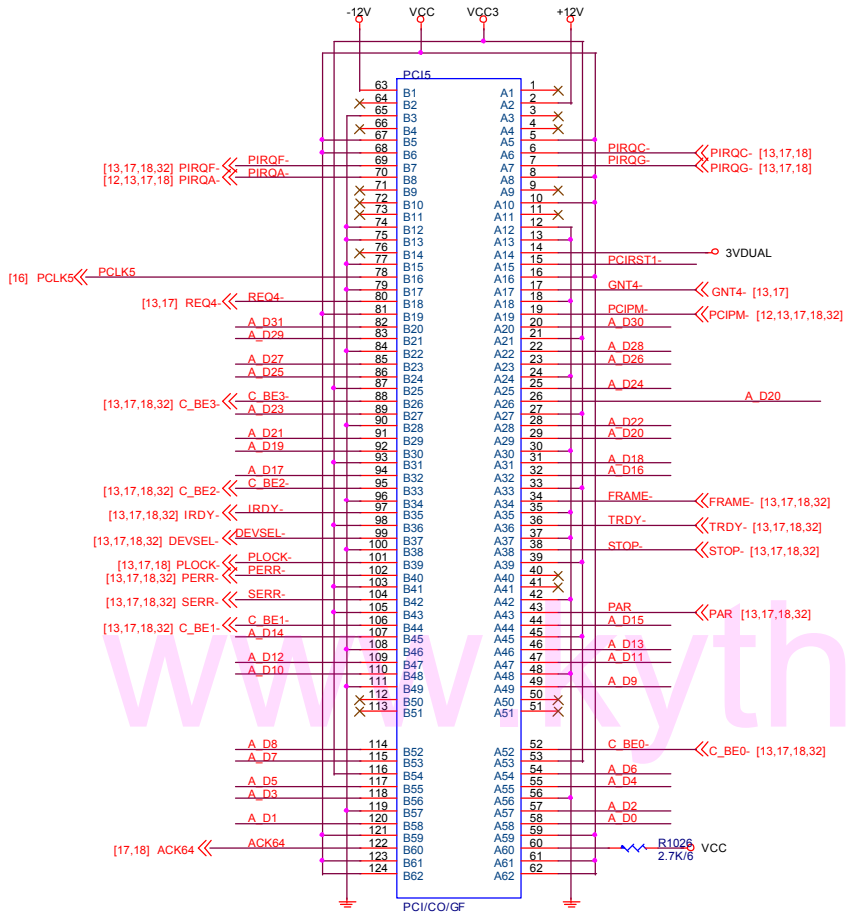 -12V VCC VCC3 +12V
PCI5
63 B1 A1 1
64 B2 A2 2
65 B3 A3 3
66 B4 A4 4
67 B5 A5 5
[13,17,18,32] PIRQF- PIRQF- 68 B6 A6 6 PIRQC- PIRQC- [13,17,18]
69 B7 A7 7 PIRQG- PIRQG- [13,17,18]
[12,13,17,18] PIRQA- PIRQA- 70 B8 A8 8
71 B9 A9 9
72 B10 A10 10
73 B11 A11 11
74 B12 A12 12
75 B13 A13 13
76 B14 A14 14 3VDUAL
77 B15 A15 15 PCIRST1-
[16] PCLK5 PCLK5 78 B16 A16 16
79 B17 A17 17 GNT4- GNT4- [13,17]
[13,17] REQ4- REQ4- 80 B18 A18 18
81 B19 A19 19 PCIPM- PCIPM- [12,13,17,18,32]
A_D31 82 B20 A20 20 A_D30
A_D29 83 B21 A21 21
84 B22 A22 22 A_D28
A_D27 85 B23 A23 23 A_D26
A_D25 86 B24 A24 24
87 B25 A25 25 A_D24
[13,17,18,32] C_BE3- C_BE3- 88 B26 A26 26 A_D20
A_D23 89 B27 A27 27
90 B28 A28 28 A_D22
A_D21 91 B29 A29 29 A_D20
A_D19 92 B30 A30 30
93 B31 A31 31 A_D18
A_D17 94 B32 A32 32 A_D16
[13,17,18,32] C_BE2- C_BE2- 95 B33 A33 33
96 B34 A34 34 FRAME- FRAME- [13,17,18,32]
[13,17,18,32] IRDY- IRDY- 97 B35 A35 35
98 B36 A36 36 TRDY- TRDY- [13,17,18,32]
[13,17,18,32] DEVSEL- DEVSEL- 99 B37 A37 37
100 B38 A38 38 STOP- STOP- [13,17,18,32]
[13,17,18] PLOCK- PLOCK- 101 B39 A39 39
[13,17,18,32] PERR- PERR- 102 B40 A40 40
103 B41 A41 41
[13,17,18,32] SERR- SERR- 104 B42 A42 42
105 B43 A43 43 PAR PAR [13,17,18,32]
[13,17,18,32] C_BE1- C_BE1- 106 B44 A44 44 A_D15
A_D14 107 B45 A45 45
108 B46 A46 46 A_D13
A_D12 109 B47 A47 47 A_D11
A_D10 110 B48 A48 48
111 B49 A49 49 A_D9
112 B50 A50 50
113 B51 A51 51
www.kyth
A_D8 114 B52 A52 52 C_BE0- C_BE0- [13,17,18,32]
A_D7 115 B53 A53 53
116 B54 A54 54 A_D6
A_D5 117 B55 A55 55 A_D4
A_D3 118 B56 A56 56
119 B57 A57 57 A_D2
A_D1 120 B58 A58 58 A_D0
121 B59 A59 59
[17,18] ACK64 ACK64 122 B60 A60 60 R1026 VCC
123 B61 A61 61 2.7K/6
124 B62 A62 62
PCI/CO/GF